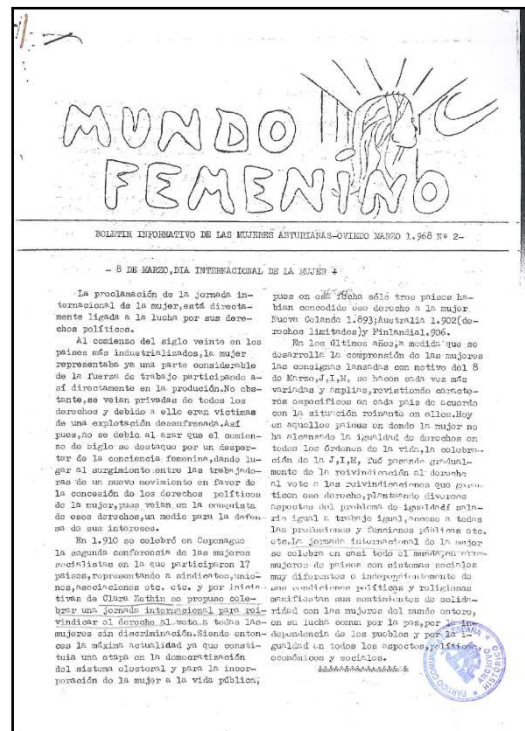 MUNDO
FEMENINO
BOLETIN INFORMATIVO DE LAS MUJERES ASTURIANAS-OVIEDO MARZO 1.968 Nº 2-
- 8 DE MARZO, DIA INTERNACIONAL DE LA MUJER -
La proclamación de la jornada in-
ternacional de la mujer, está directa-
mente ligada a la lucha por sus dere-
chos políticos.
Al comienzo del siglo veinte en los
paises más industrializados, la mujer
representaba ya una parte considerable
de la fuerza de trabajo participando a-
sí directamente en la produción. No obs-
tante, se veian privadas de todos los
derechos y debido a ello eran victimas
de una explotación desenfrenada. Así
pues, no se debio al azar que el comien-
zo de siglo se destaque por un desper-
tar de la conciencia femenina, dando lu-
gar al surgimiento entre las trabajado-
ras de un nuevo movimiento en favor de
la concesión de los derechos políticos
de la mujer, pues veian en la conquista
de esos derechos, un medio para la defen-
sa de sus intereses.
En 1.910 se celebró en Copenague
la segunda conferencia de las mujeres
socialistas en la que participaron 17
paises, representando a sindicatos, unio-
nes, asociaciones etc. etc. y por inicia-
tivas de Clara Zethin se propuso cele-
brar una jornada internacional para rei-
vindicar el derecho al voto a todas las
mujeres sin discriminación. Siendo enton-
ces la máxima actualidad ya que consti-
tuia una etapa en la democratización
del sistema electoral y para la incor-
poración de la mujer a la vida pública,
pues en esa fecha sólo tres paises ha-
bian concedido ese derecho a la mujer
Nueva Celanda 1.893; Australia 1.902(de-
rechos limitados) y Finlandia 1.906.
En los últimos años, a medida que se
desarrolla la comprensión de las mujeres
las consignas lanzadas con motivo del 8
de Marzo, J,I,M, se hacen cada vez más
variadas y amplias, revistiendo caracte-
res especificos en cada país de acuerdo
con la situación reinante en ellos. Hoy
en aquellos paises en donde la mujer no
ha alcanzado la igualdad de derechos en
todos los órdenes de la vida, la celebra-
ción de la J,I,M, fué pasando gradual-
mente de la reivindicación al derecho
al voto a las reivindicaciones que garan-
ticen ese derecho, planteando diversos
aspectos del problema de igualdad: sala-
rio igual a trabajo igual, acceso a todas
las profesiones y funciones públicas etc.
etc. La jornada internacional de la mujer
se celebra en casi todo el mundo, en
mujeres de paises con sistemas sociales
muy diferentes e independientemente de
sus condiciones políticas y religiosas
manifiestan sus sentimientos de solida-
ridad con las mujeres del mundo entero,
en su lucha comun por la paz, por la in-
dependencia de los pueblos y por la i-
gualdad en todos los aspectos, políticos,
económicos y sociales.
PARTIDO
ARCHIVO
HISTORICO